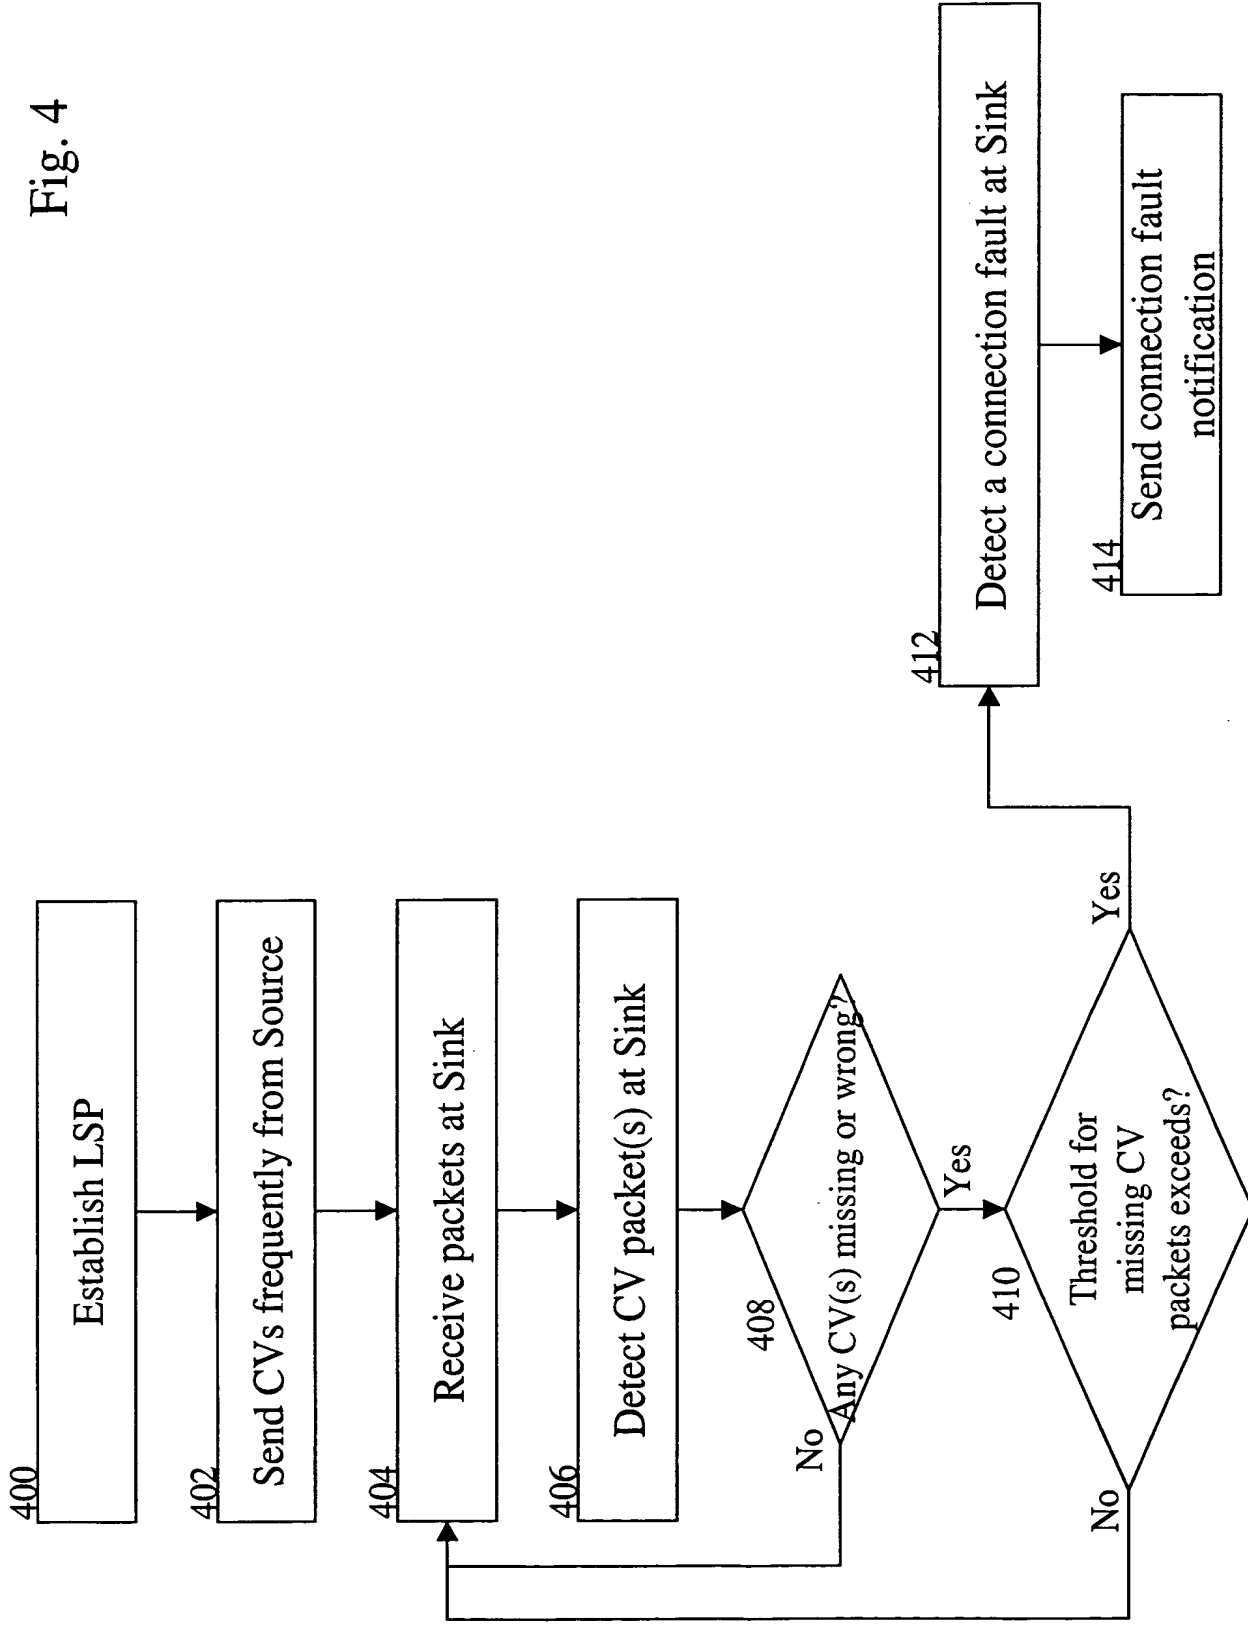 Fig. 4
400
Establish LSP
402
Send CVs frequently from Source
404
Receive packets at Sink
406
Detect CV packet(s) at Sink
408
Any CV(s) missing or wrong?
No
Yes
410
Threshold for
missing CV
packets exceeds?
No
Yes
412
Detect a connection fault at Sink
414
Send connection fault
notification